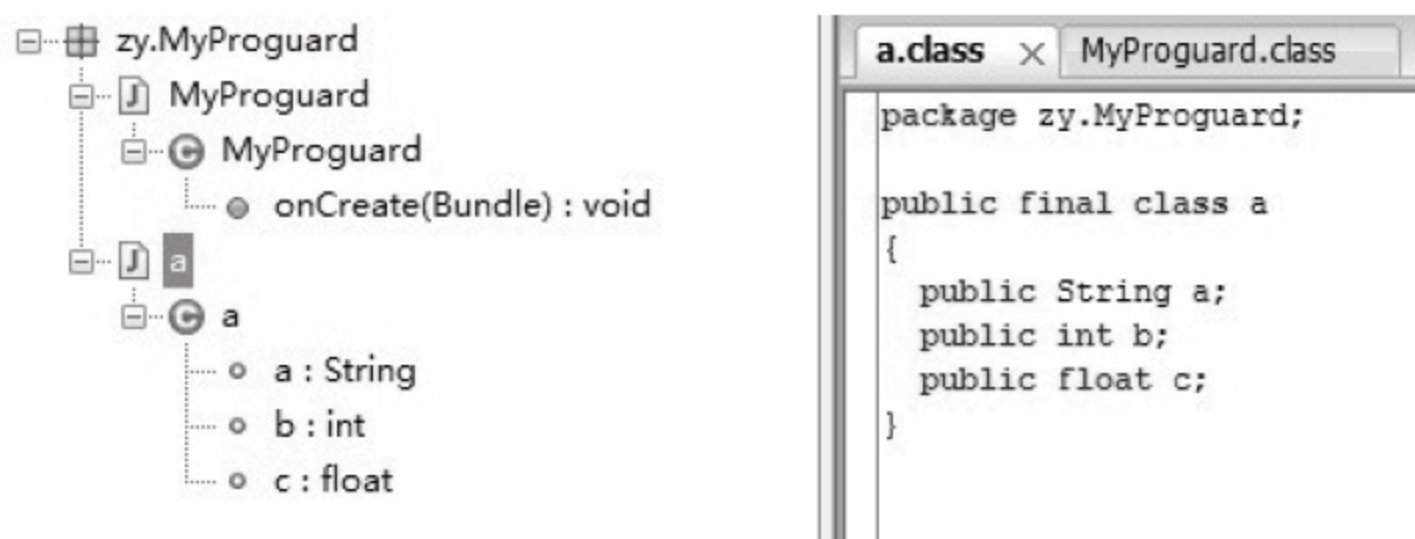 zy.MyProguard
MyProguard
MyProguard
onCreate(Bundle) : void
a
a
a : String
b : int
c : float
a.class × MyProguard.class
package zy.MyProguard;
public final class a
{
public String a;
public int b;
public float c;
}